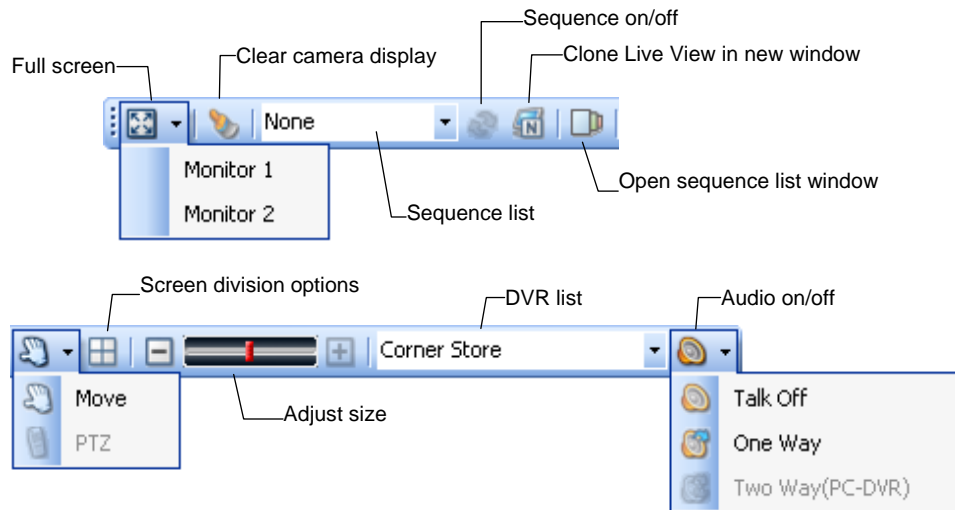 Sequence on/off
Clear camera display
Clone Live View in new window
Full screen
None
N
Monitor 1
Monitor 2
Open sequence list window
Sequence list
Screen division options
DVR list
Audio on/off
Corner Store
Move
PTZ
Adjust size
Talk Off
One Way
Two Way(PC-DVR)